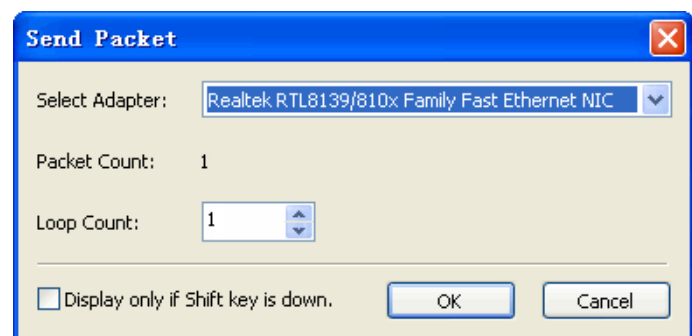 Send Packet
Select Adapter: Realtek RTL8139/810x Family Fast Ethernet NIC
Packet Count: 1
Loop Count: 1
Display only if Shift key is down. OK Cancel